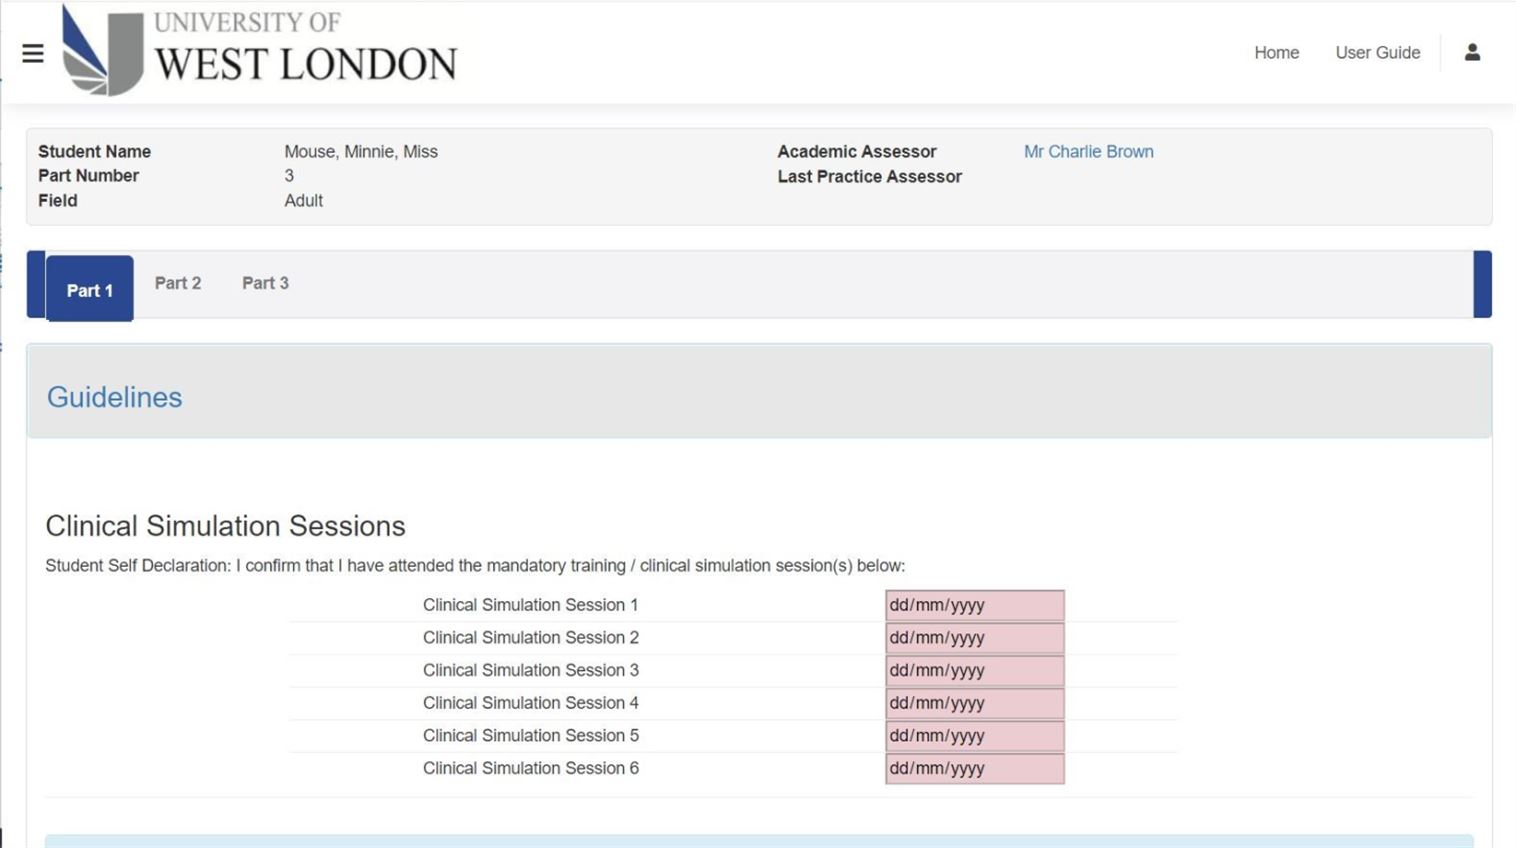 UNIVERSITY OF
WEST LONDON
Home User Guide
Student Name Mouse, Minnie, Miss Academic Assessor Mr Charlie Brown
Part Number 3 Last Practice Assessor
Field Adult
Part 1 Part 2 Part 3
Guidelines
Clinical Simulation Sessions
Student Self Declaration: I confirm that I have attended the mandatory training / clinical simulation session(s) below:
Clinical Simulation Session 1 dd/mm/yyyy
Clinical Simulation Session 2 dd/mm/yyyy
Clinical Simulation Session 3 dd/mm/yyyy
Clinical Simulation Session 4 dd/mm/yyyy
Clinical Simulation Session 5 dd/mm/yyyy
Clinical Simulation Session 6 dd/mm/yyyy